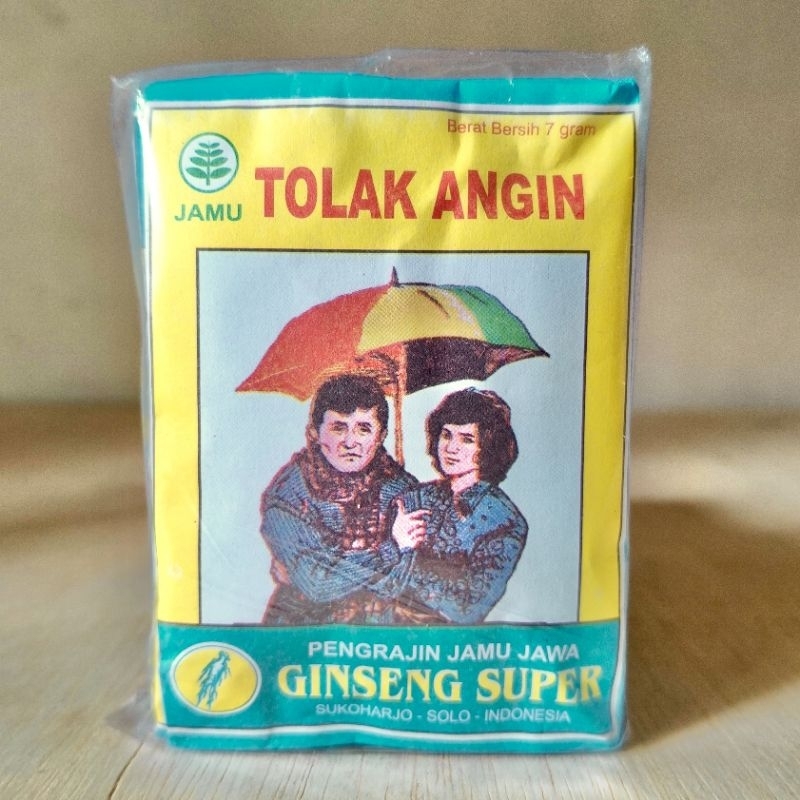 Berat Bersih 7 gram
JAMU
TOLAK ANGIN
PENGRAJIN JAMU JAWA
GINSENG SUPER
SUKOHARJO - SOLO - INDONESIA